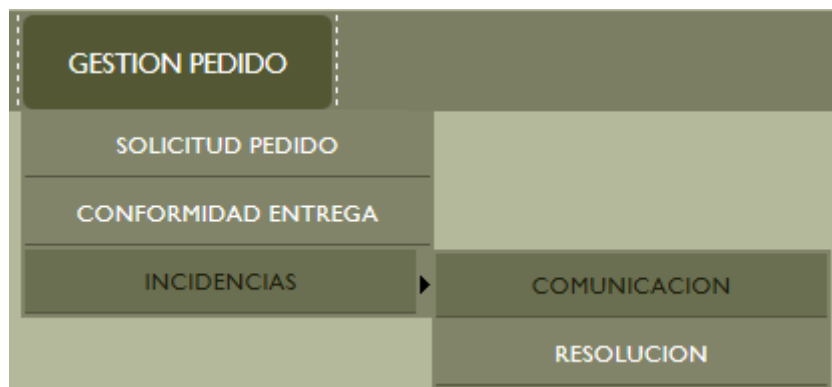 GESTION PEDIDO
SOLICITUD PEDIDO
CONFORMIDAD ENTREGA
INCIDENCIAS
COMUNICACION
RESOLUCION